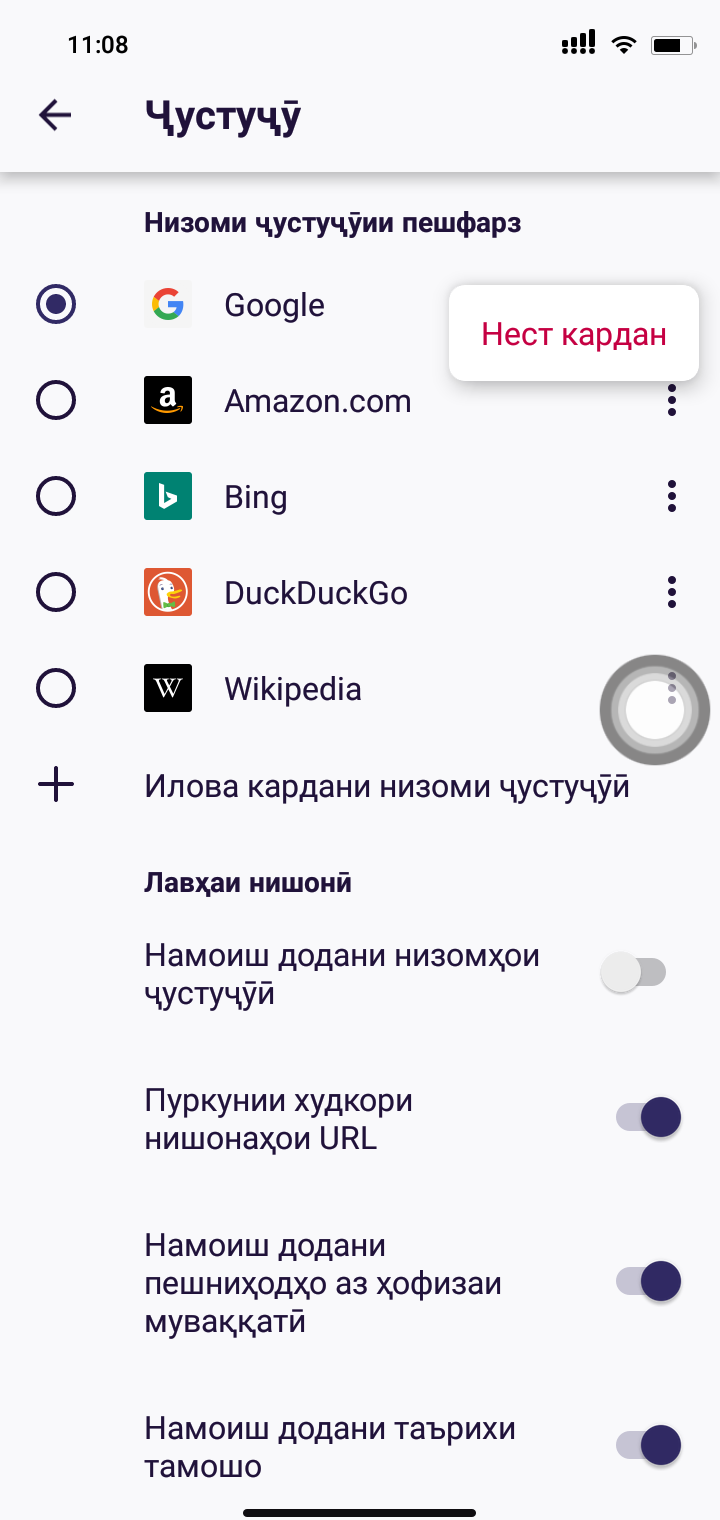 11:08
Ҷустуҷӯ
Низоми ҷустуҷӯии пешфарз
Google
Нест кардан
Amazon.com
Bing
DuckDuckGo
Wikipedia
Илова кардани низоми ҷустуҷӯӣ
Лавҳаи нишонӣ
Намоиш додани низомҳои
ҷустуҷӯӣ
Пуркунии худкори
нишонаҳои URL
Намоиш додани
пешниҳодҳо аз ҳофизаи
муваққатӣ
Намоиш додани таърихи
тамошо